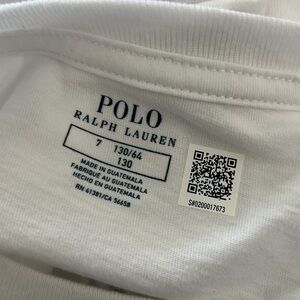 POLO
RALPH LAUREN
7 130/64
130
MADE IN GUATEMALA
FABRIQUÉ AU GUATEMALA
HECHO EN GUATEMALA
RN 41381/CA 56658
S#0200017673